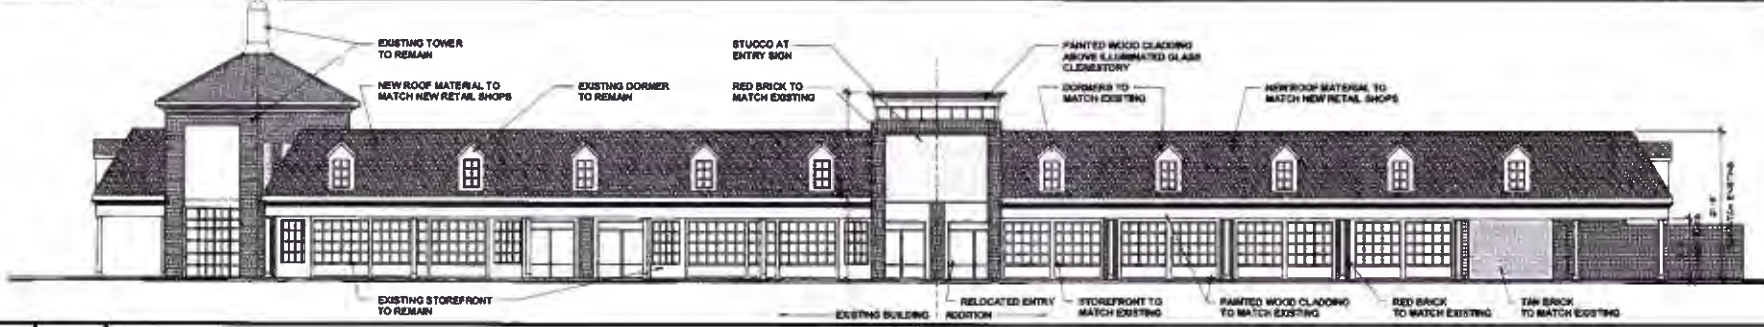 EXISTING TOWER
TO REMAIN
NEW ROOF MATERIAL TO
MATCH NEW RETAIL SHOPS
EXISTING DORMER
TO REMAIN
STUCCO AT
ENTRY SIGN
RED BRICK TO
MATCH EXISTING
PAINTED WOOD CLADDING
ABOVE ILLUMINATED GLASS
CLERESTORY
DORMERS TO
MATCH EXISTING
NEW ROOF MATERIAL TO
MATCH NEW RETAIL SHOPS
MATCH EXISTING
EXISTING STOREFRONT
TO REMAIN
EXISTING BUILDING
ADDITION
RELOCATED ENTRY
STOREFRONT TO
MATCH EXISTING
PAINTED WOOD CLADDING
TO MATCH EXISTING
RED BRICK
TO MATCH EXISTING
TAN BRICK
TO MATCH EXISTING